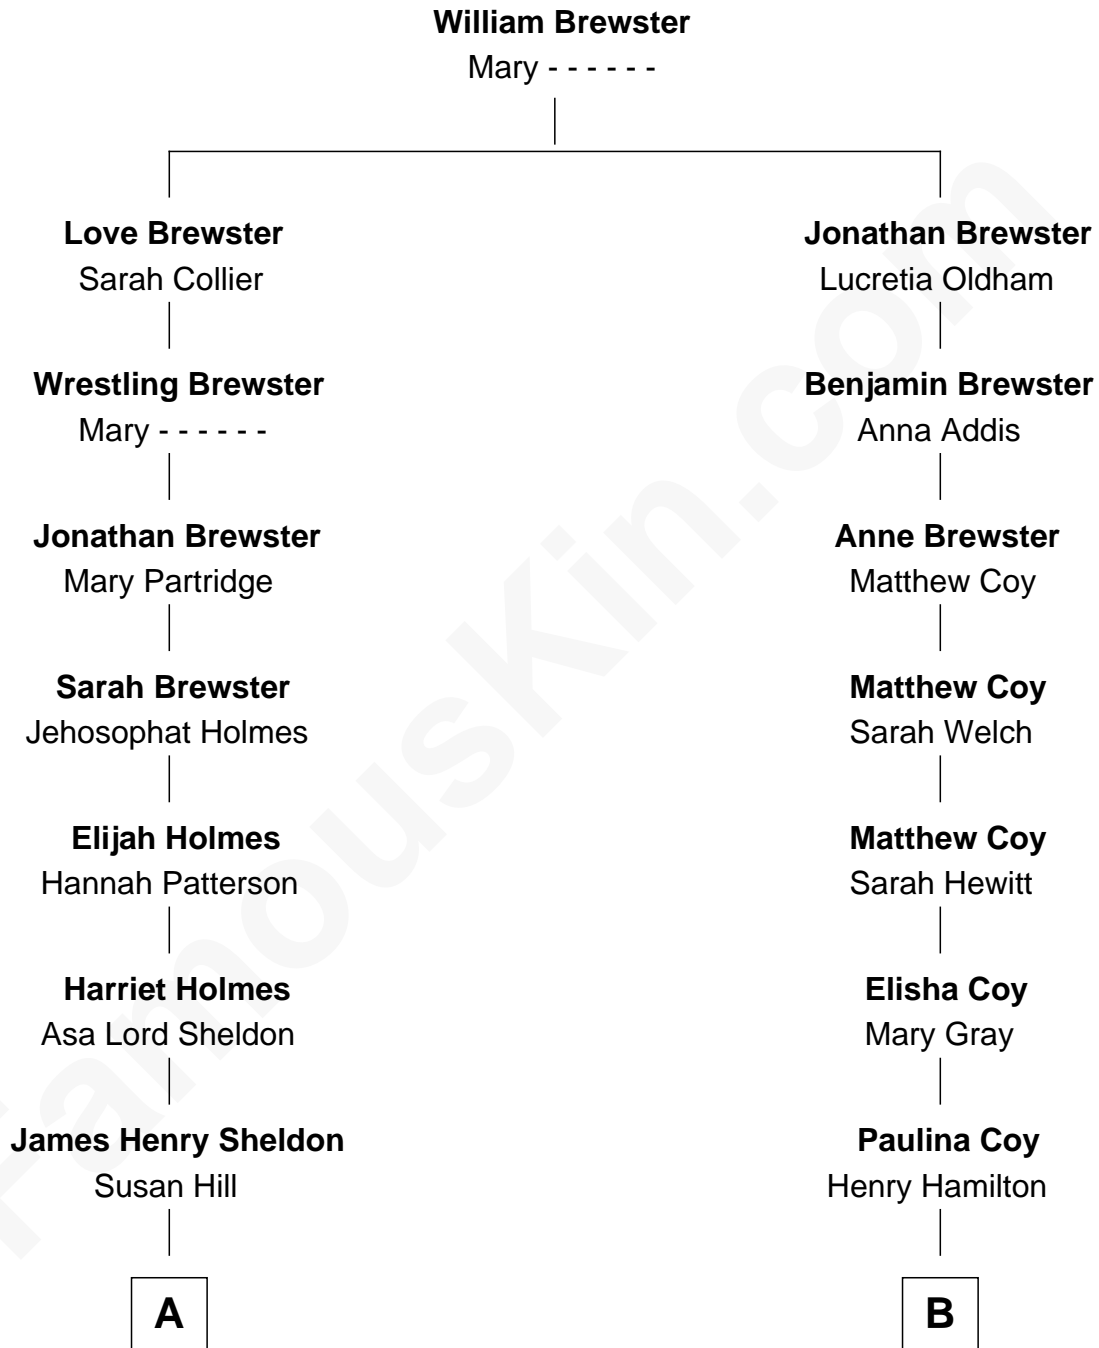 William Brewster
Mary - - - - - -
Love Brewster
Sarah Collier
Jonathan Brewster
Lucretia Oldham
Wrestling Brewster
Mary - - - - - -
Benjamin Brewster
Anna Addis
Jonathan Brewster
Mary Partridge
Anne Brewster
Matthew Coy
Sarah Brewster
Jehosophat Holmes
Matthew Coy
Sarah Welch
Elijah Holmes
Hannah Patterson
Matthew Coy
Sarah Hewitt
Harriet Holmes
Asa Lord Sheldon
Elisha Coy
Mary Gray
James Henry Sheldon
Susan Hill
Paulina Coy
Henry Hamilton
A
B
FamousKin.com